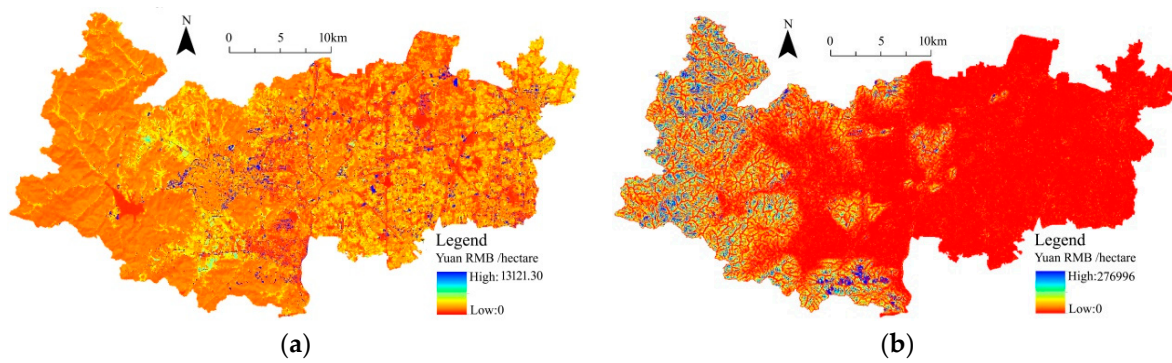 N
0 5 10km
Legend
Yuan RMB /hectare
High: 13121.30
Low:0
(a)
N
0 5 10km
Legend
Yuan RMB /hectare
High:276996
Low:0
(b)